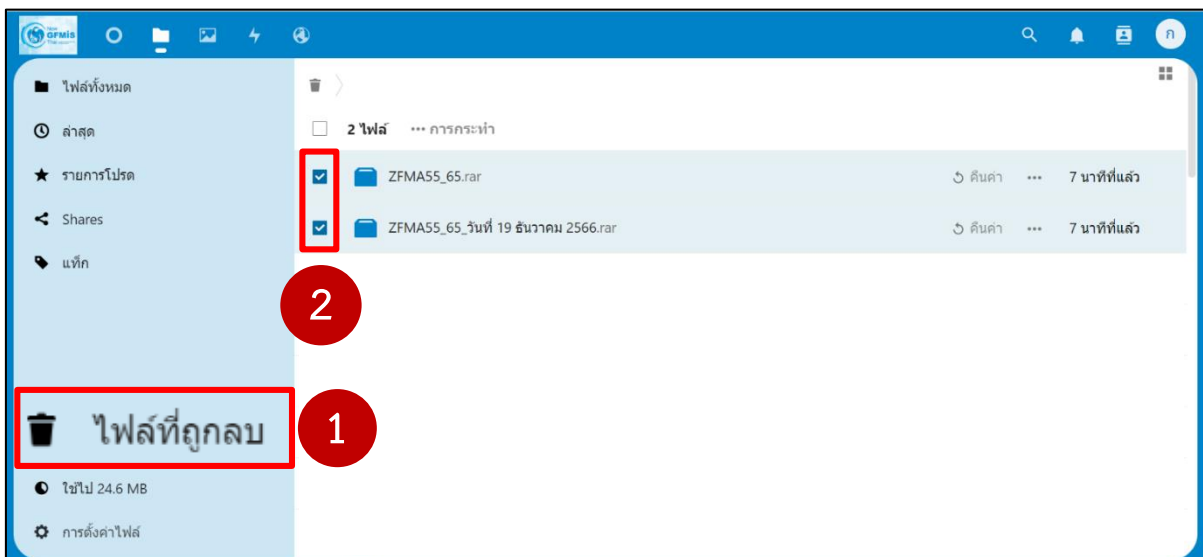 New
GFMIS
Thai
ก
ไฟล์ทั้งหมด
ล่าสุด
2 ไฟล์ ••• การกระทำ
รายการโปรด
ZFMA55_65.rar คืนค่า ••• 7 นาทีที่แล้ว
Shares
ZFMA55_65_วันที่ 19 ธันวาคม 2566.rar คืนค่า ••• 7 นาทีที่แล้ว
แท็ก
2
ไฟล์ที่ถูกลบ
1
ใช้ไป 24.6 MB
การตั้งค่าไฟล์